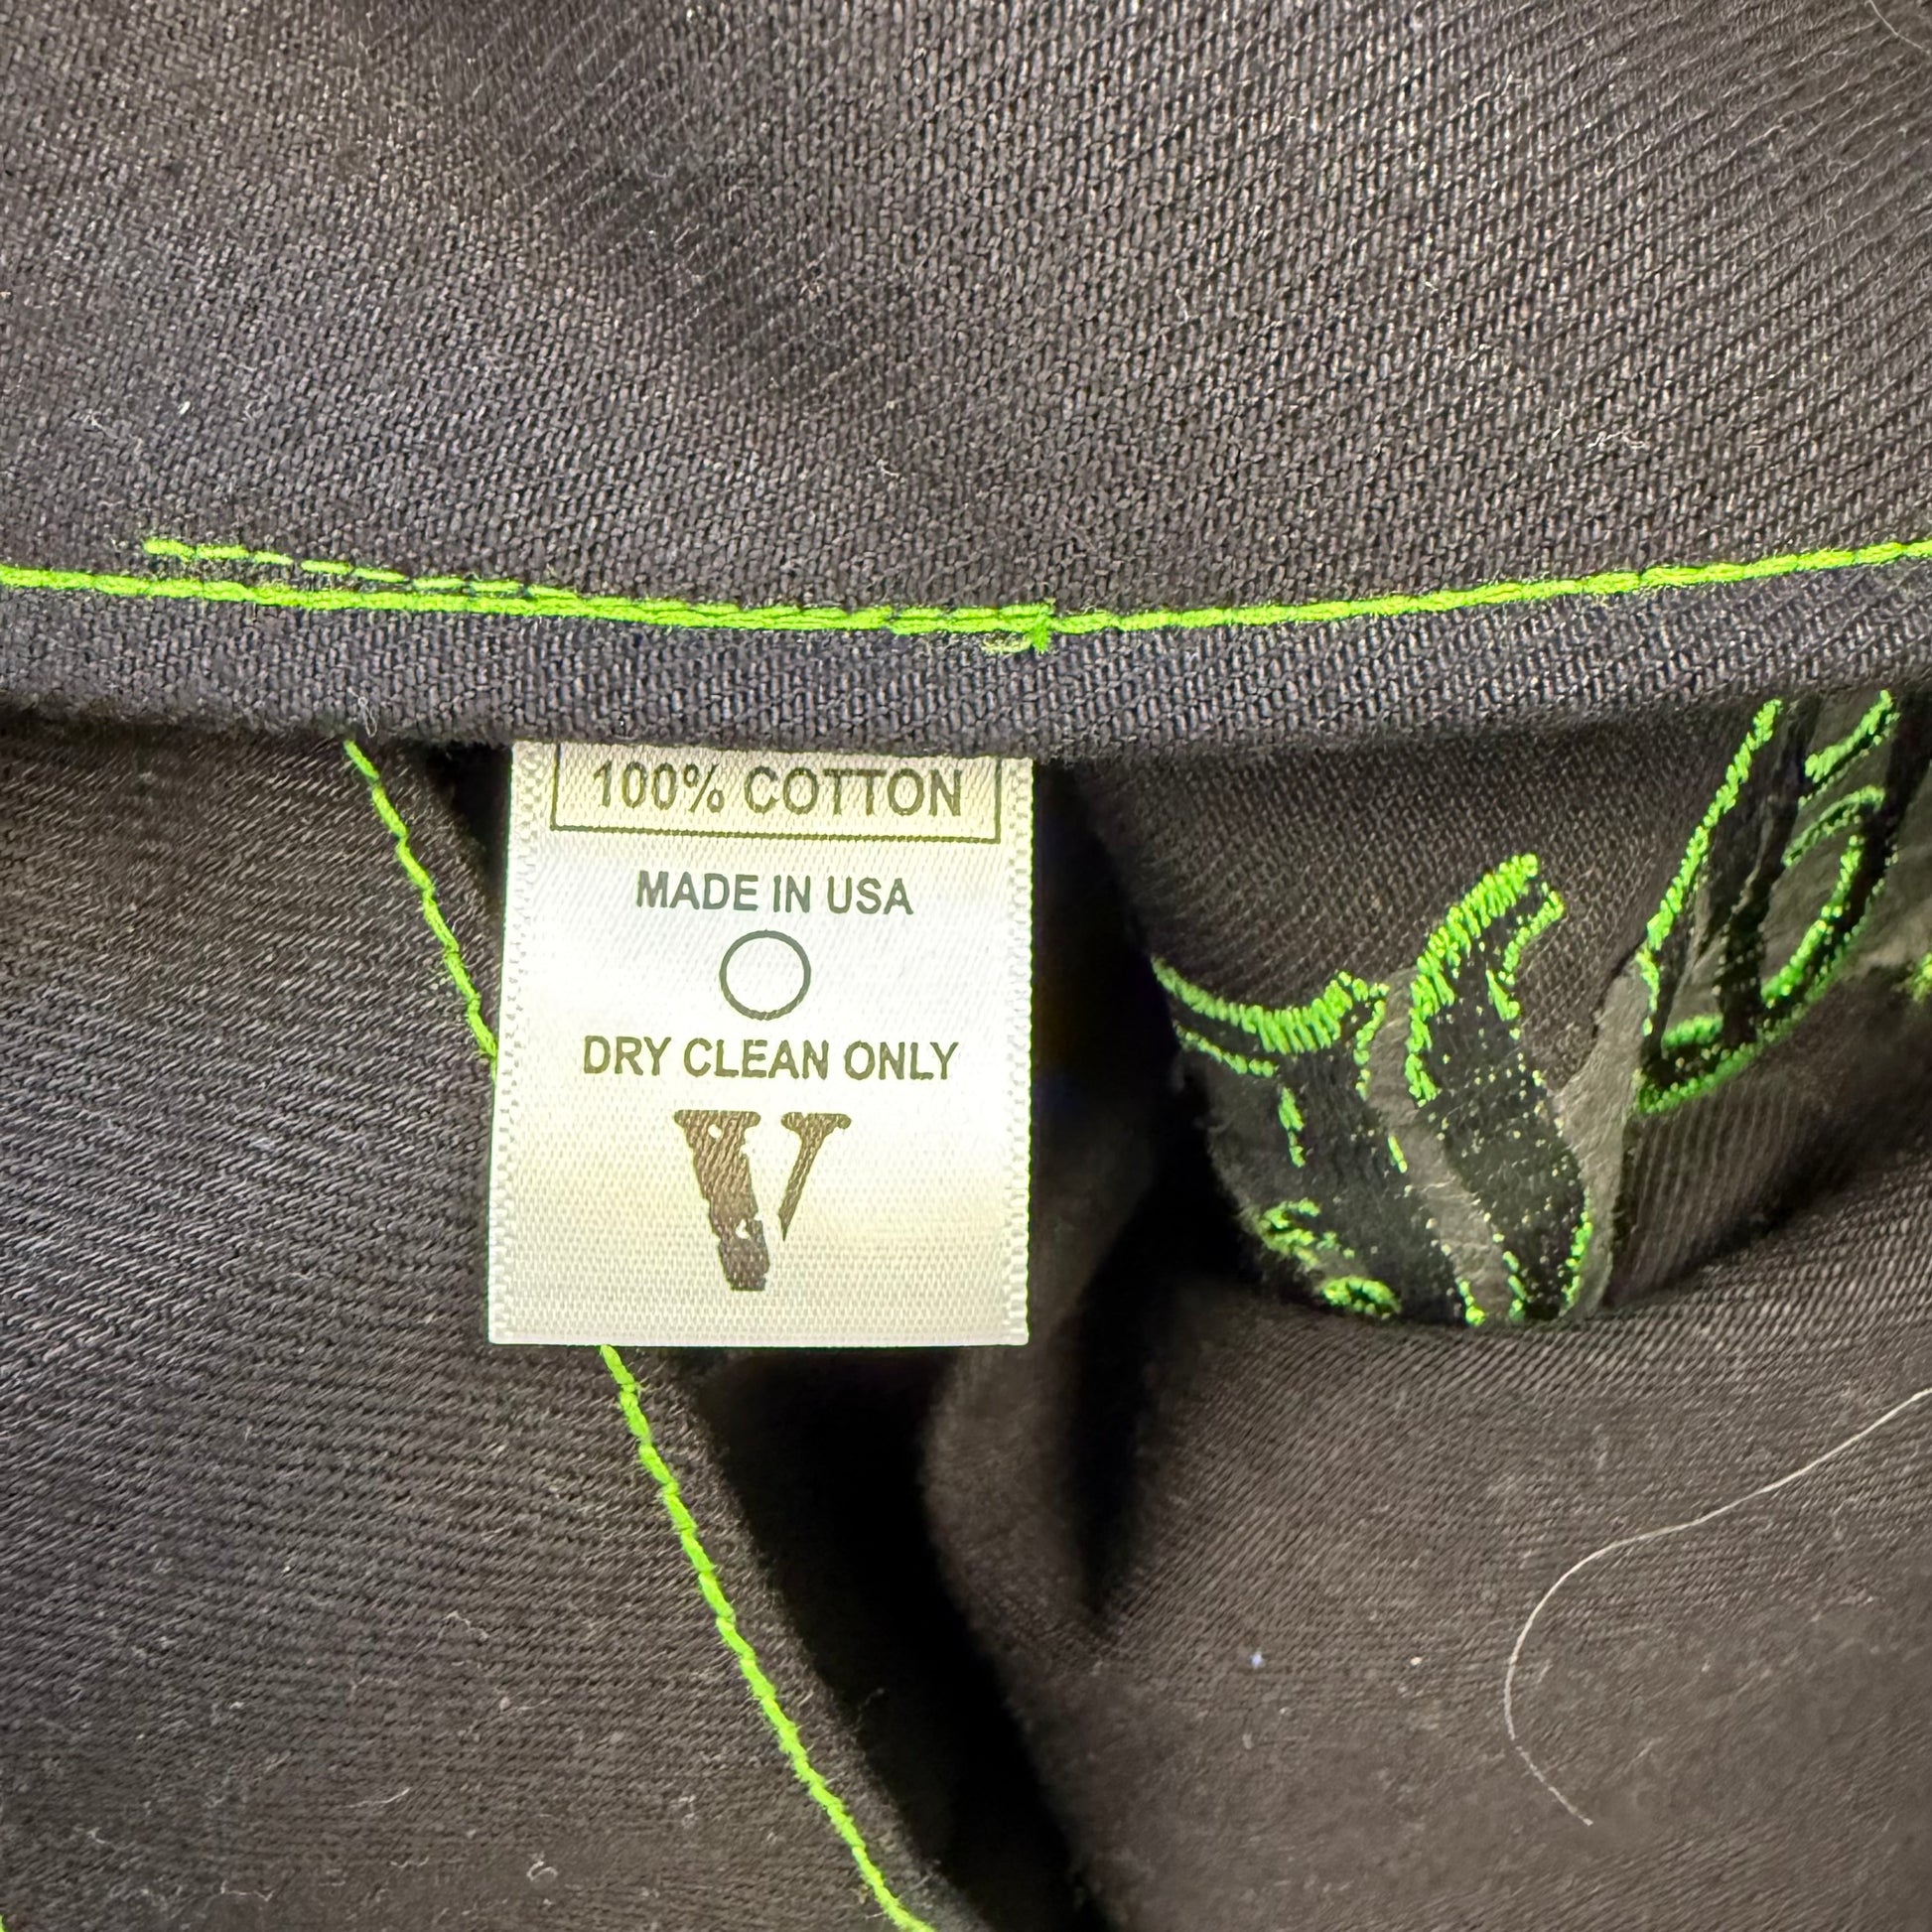 100% COTTON
MADE IN USA
DRY CLEAN ONLY
V